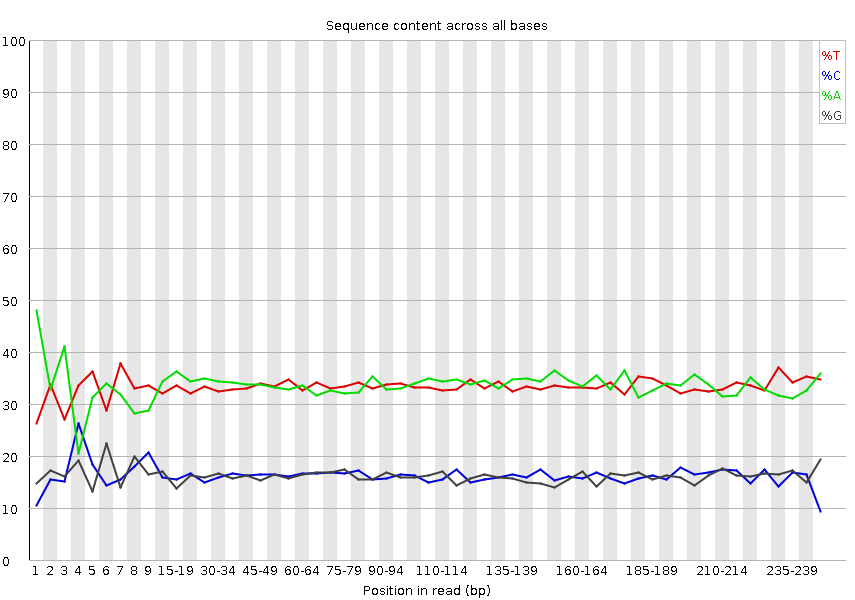 Sequence content across all bases
100
90
80
70
60
50
40
30
20
10
0
%T
%C
%A
%G
1 2 3 4 5 6 7 8 9 15-19 30-34 45-49 60-64 75-79 90-94 110-114 135-139 160-164 185-189 210-214 235-239
Position in read (bp)